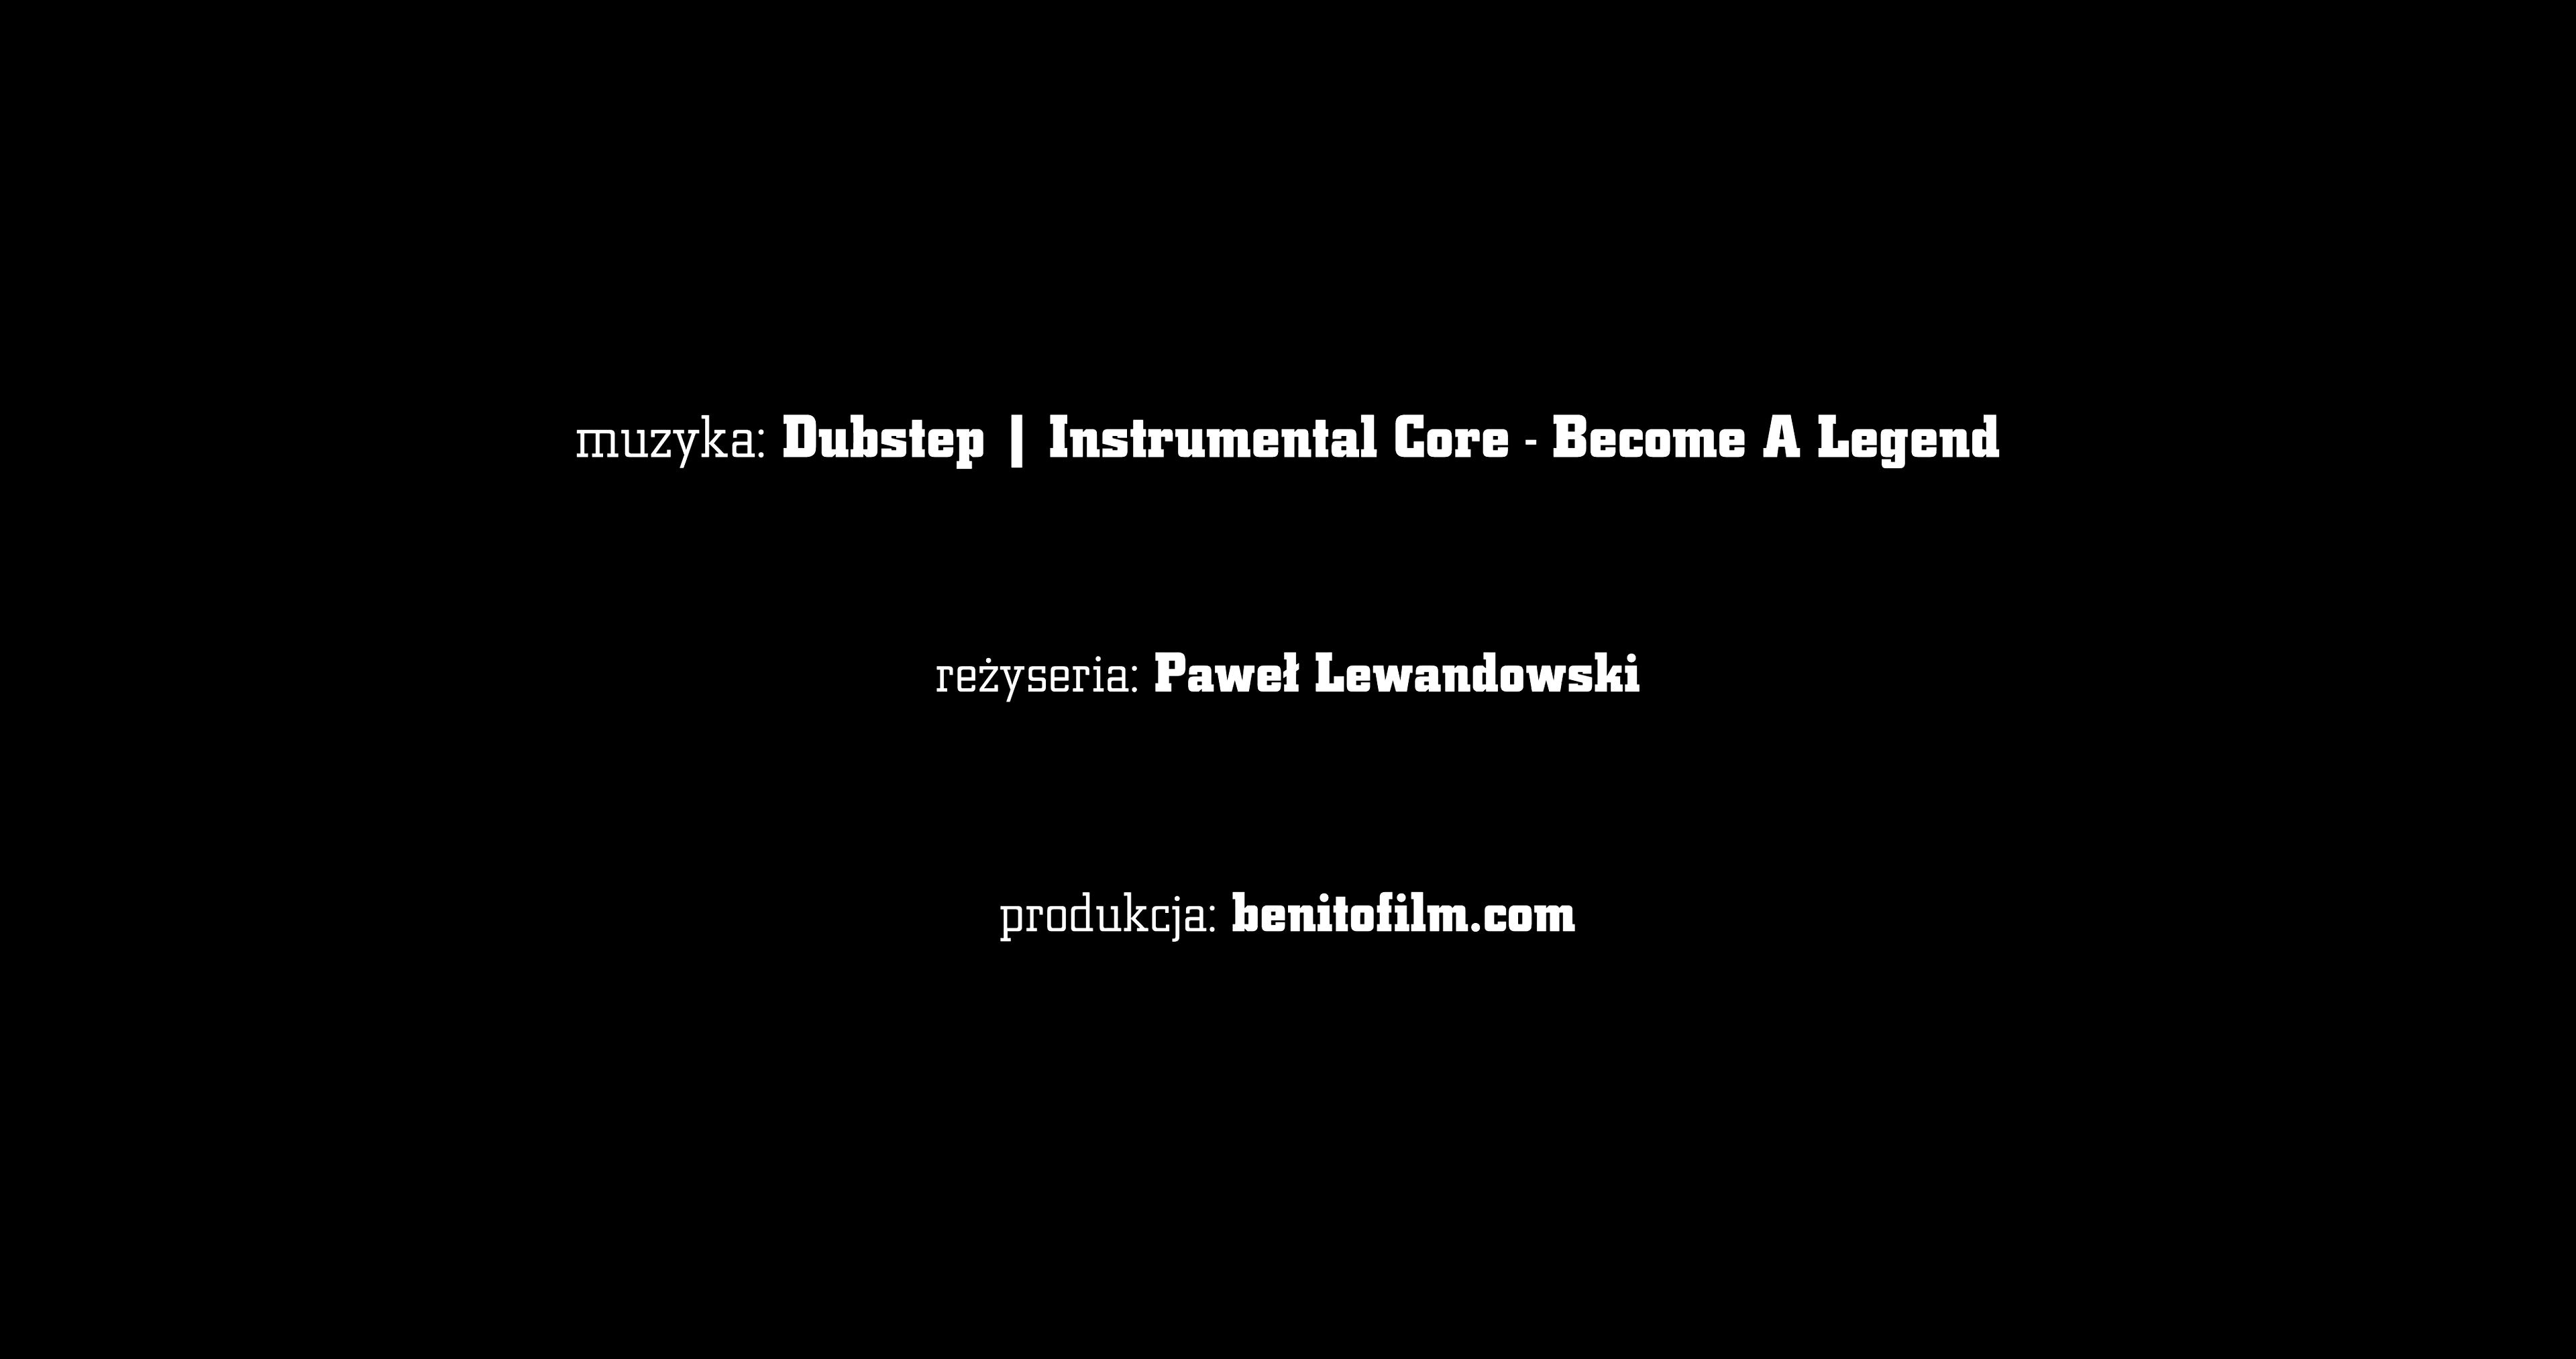 muzyka: Dubstep | Instrumental Core - Become A Legend
reżyseria: Paweł Lewandowski
produkcja: benitofilm.com